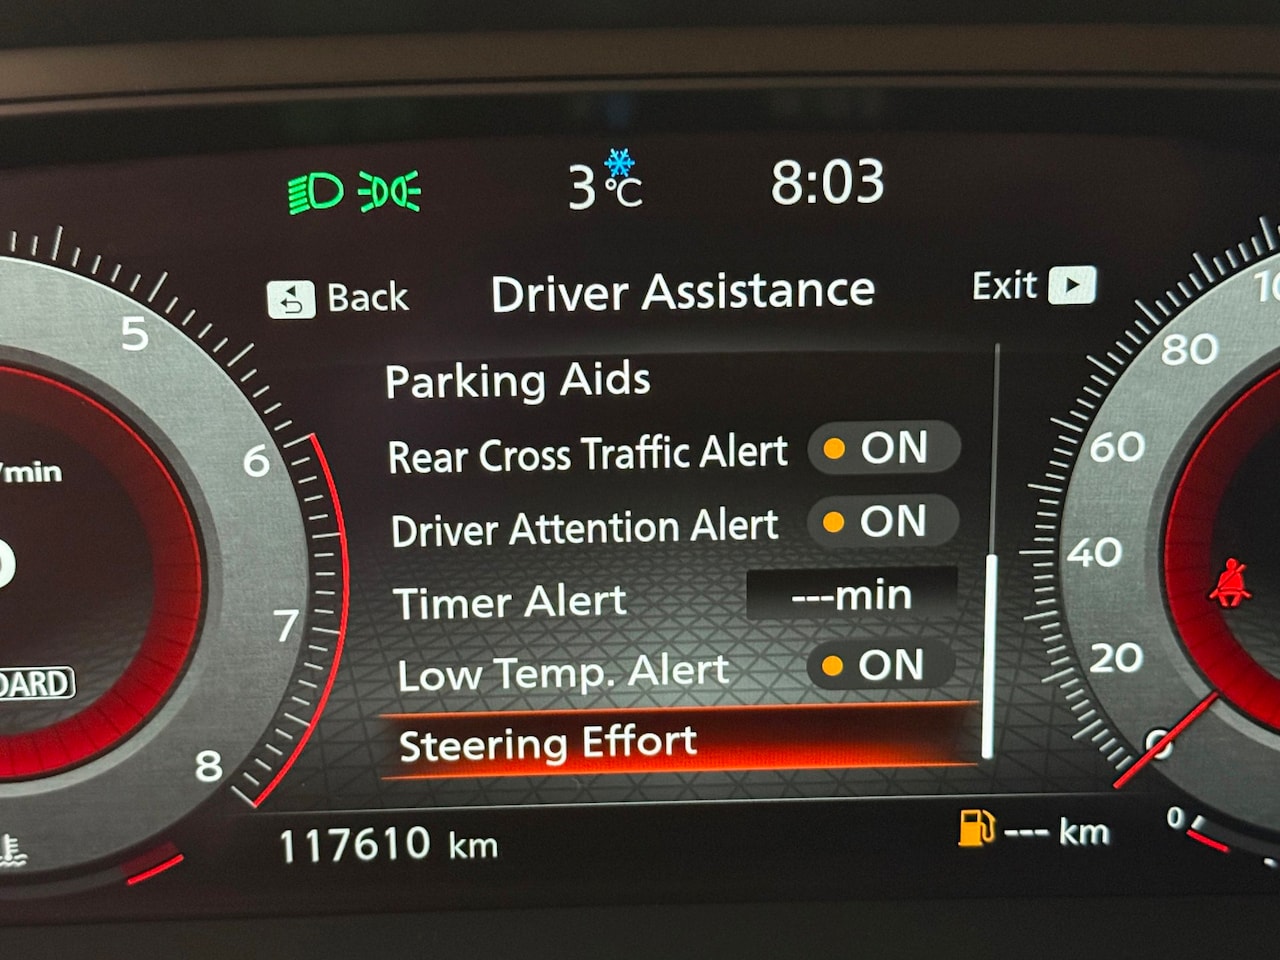 3 °C
8:03
Back
Driver Assistance
Exit
Parking Aids
Rear Cross Traffic Alert ON
Driver Attention Alert ON
Timer Alert ---min
Low Temp. Alert ON
Steering Effort
117610 km
--- km
5
6
7
8
/min
80
60
40
20
0
0